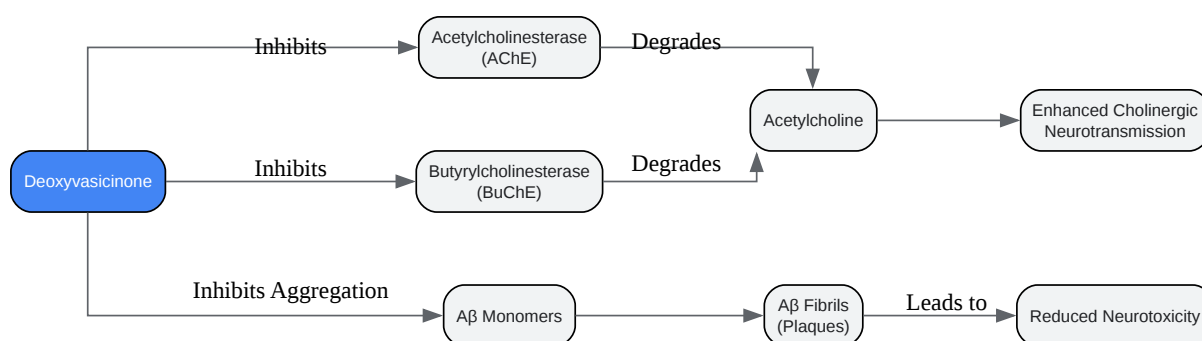 Inhibits
Acetylcholinesterase
(AChE)
Degrades
Acetylcholine
Enhanced Cholinergic
Neurotransmission
Deoxyvasicinone
Inhibits
Butyrylcholinesterase
(BuChE)
Degrades
Inhibits Aggregation
Aβ Monomers
Aβ Fibrils
(Plaques)
Leads to
Reduced Neurotoxicity